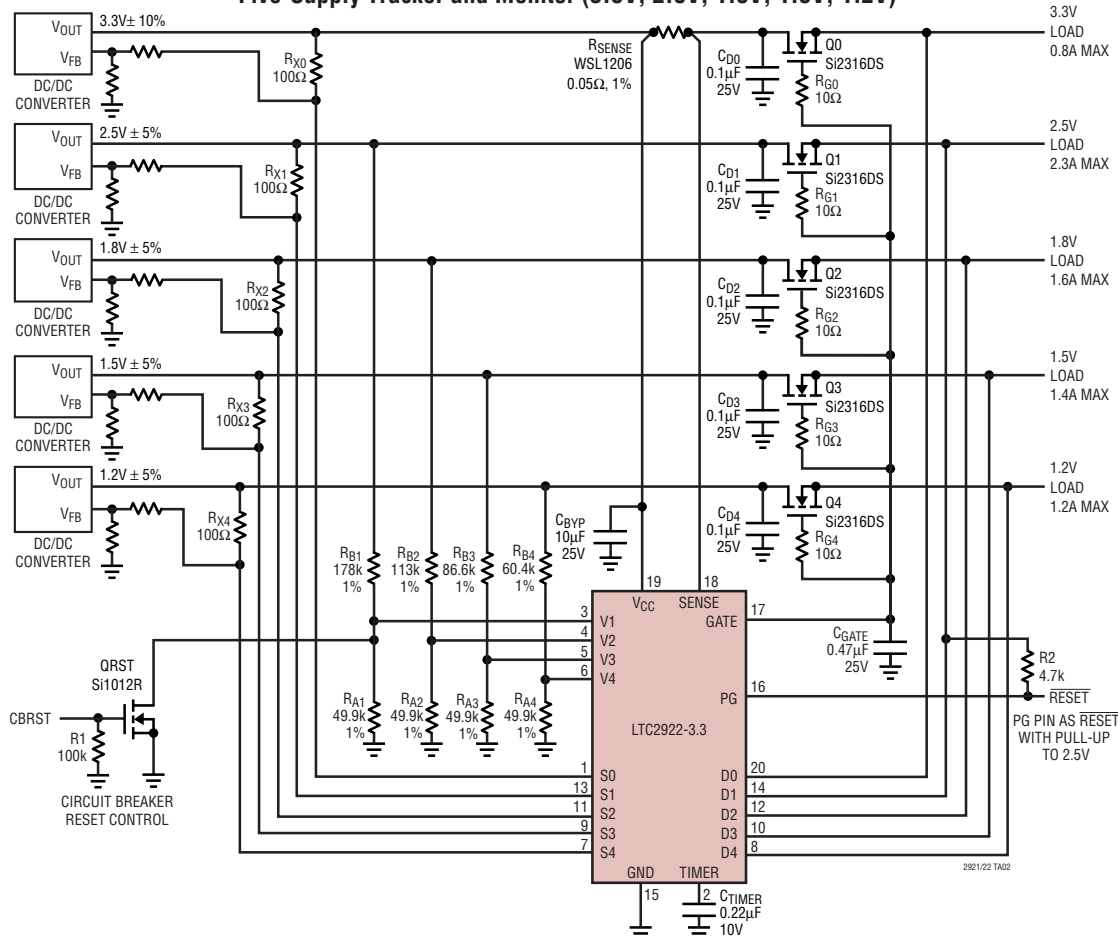 Five-Supply Tracker and Monitor (3.3V, 2.5V, 1.8V, 1.5V, 1.2V)
VOUT
3.3V± 10%
VFB
DC/DC
CONVERTER
RX0
100Ω
RSENSE
WSL1206
0.05Ω, 1%
CD0
0.1µF
25V
Q0
Si2316DS
RG0
10Ω
3.3V
LOAD
0.8A MAX
VOUT
2.5V ± 5%
VFB
DC/DC
CONVERTER
RX1
100Ω
CD1
0.1µF
25V
Q1
Si2316DS
RG1
10Ω
2.5V
LOAD
2.3A MAX
VOUT
1.8V ± 5%
VFB
DC/DC
CONVERTER
RX2
100Ω
CD2
0.1µF
25V
Q2
Si2316DS
RG2
10Ω
1.8V
LOAD
1.6A MAX
VOUT
1.5V ± 5%
VFB
DC/DC
CONVERTER
RX3
100Ω
CD3
0.1µF
25V
Q3
Si2316DS
RG3
10Ω
1.5V
LOAD
1.4A MAX
VOUT
1.2V ± 5%
VFB
DC/DC
CONVERTER
RX4
100Ω
CD4
0.1µF
25V
Q4
Si2316DS
RG4
10Ω
1.2V
LOAD
1.2A MAX
RB1
178k
1%
RB2
113k
1%
RB3
86.6k
1%
RB4
60.4k
1%
CBYP
10µF
25V
19
18
VCC
SENSE
3
V1
4
V2
5
V3
6
V4
GATE
17
CGATE
0.47µF
25V
R2
4.7k
QRST
Si1012R
CBRST
R1
100k
CIRCUIT BREAKER
RESET CONTROL
RA1
49.9k
1%
RA2
49.9k
1%
RA3
49.9k
1%
RA4
49.9k
1%
PG
16
RESET
PG PIN AS RESET
WITH PULL-UP
TO 2.5V
LTC2922-3.3
1
S0
D0
20
13
S1
D1
14
11
S2
D2
12
9
S3
D3
10
7
S4
D4
8
2921/22 TA02
GND
TIMER
15
2
CTIMER
0.22µF
10V